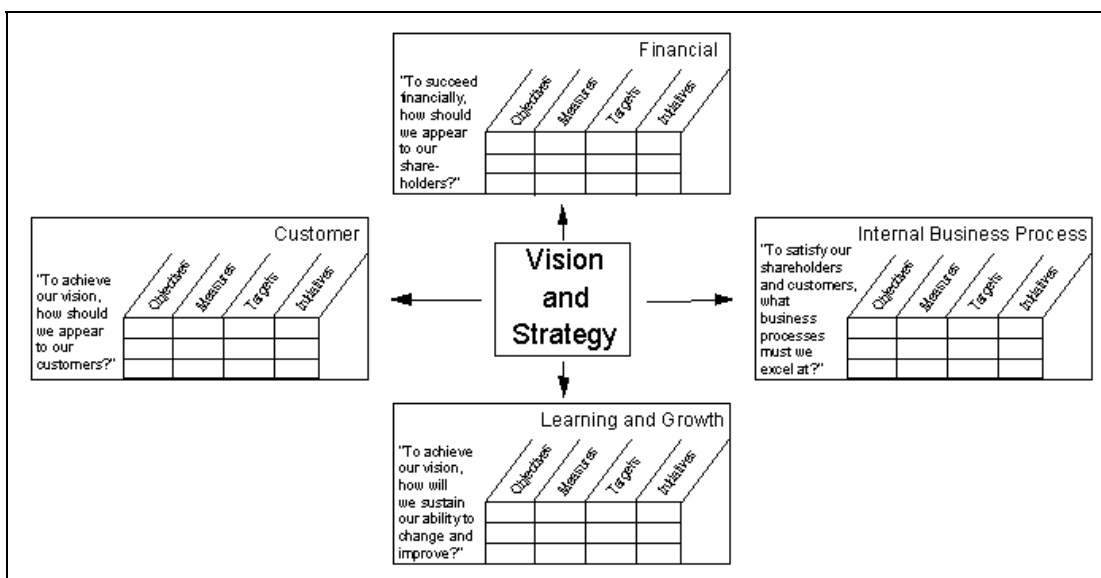 Financial
"To succeed
financially,
how should
we appear
to our
share-
holders?"
Objectives
Measures
Targets
Initiatives
Customer
"To achieve
our vision,
how should
we appear
to our
customers?"
Objectives
Measures
Targets
Initiatives
Vision
and
Strategy
Internal Business Process
"To satisfy our
shareholders
and customers,
what
business
processes
must we
excel at?"
Objectives
Measures
Targets
Initiatives
Learning and Growth
"To achieve
our vision,
how will
we sustain
our ability to
change and
improve?"
Objectives
Measures
Targets
Initiatives